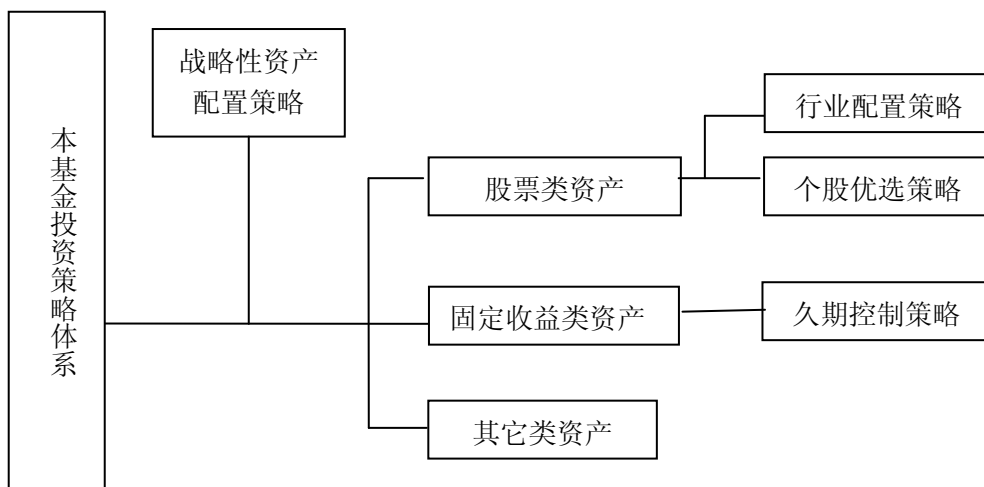 本基金投资策略体系
战略性资产
配置策略
股票类资产
行业配置策略
个股优选策略
固定收益类资产
久期控制策略
其它类资产